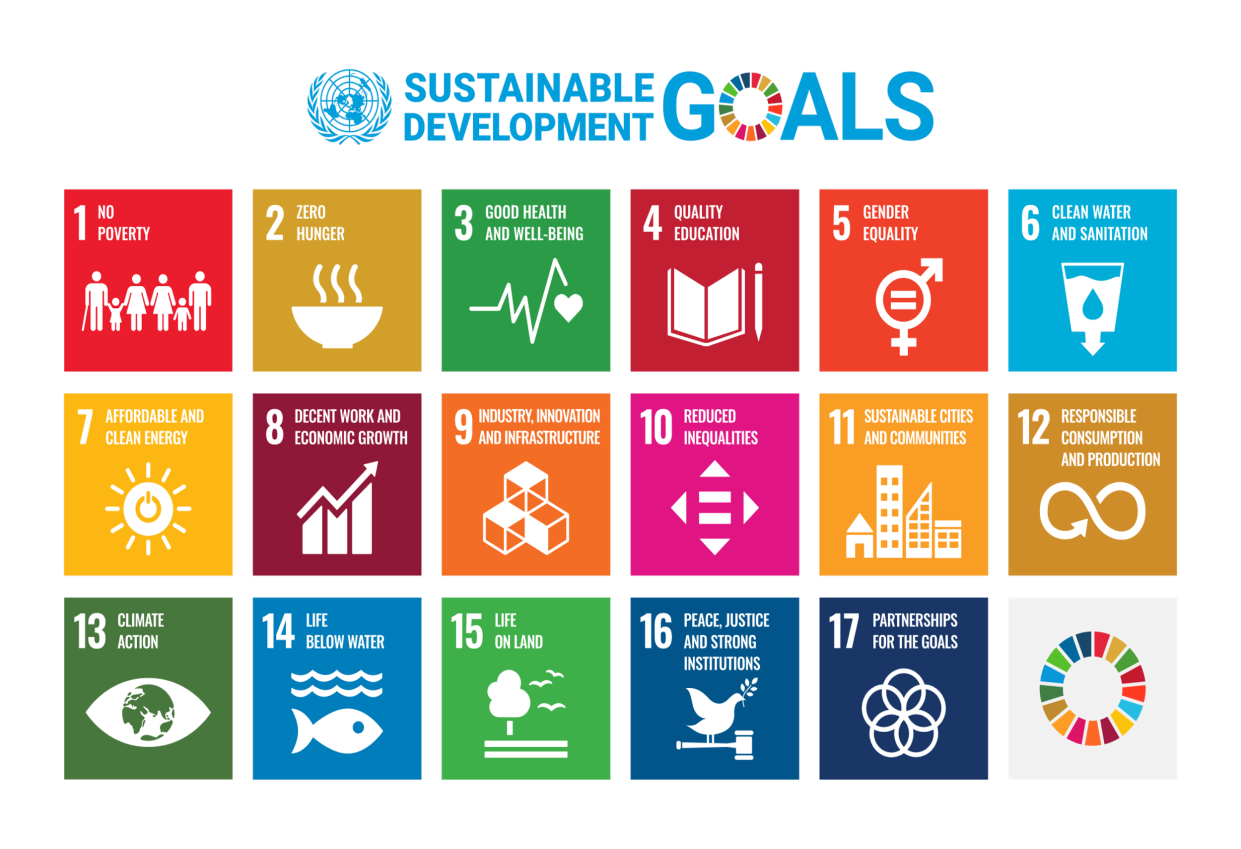 SUSTAINABLE
DEVELOPMENT
GOALS
1 NO
POVERTY
2 ZERO
HUNGER
3 GOOD HEALTH
AND WELL-BEING
4 QUALITY
EDUCATION
5 GENDER
EQUALITY
6 CLEAN WATER
AND SANITATION
7 AFFORDABLE AND
CLEAN ENERGY
8 DECENT WORK AND
ECONOMIC GROWTH
9 INDUSTRY, INNOVATION
AND INFRASTRUCTURE
10 REDUCED
INEQUALITIES
11 SUSTAINABLE CITIES
AND COMMUNITIES
12 RESPONSIBLE
CONSUMPTION
AND PRODUCTION
13 CLIMATE
ACTION
14 LIFE
BELOW WATER
15 LIFE
ON LAND
16 PEACE, JUSTICE
AND STRONG
INSTITUTIONS
17 PARTNERSHIPS
FOR THE GOALS